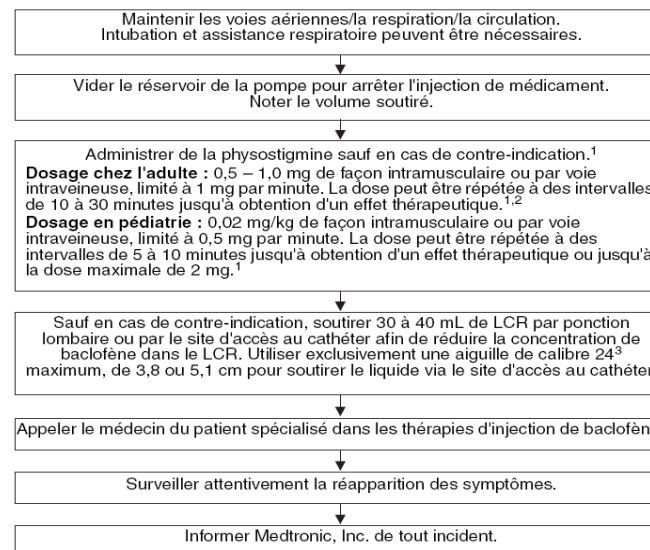 Maintenir les voies aériennes/la respiration/la circulation.
Intubation et assistance respiratoire peuvent être nécessaires.
Vider le réservoir de la pompe pour arrêter l'injection de médicament.
Noter le volume soutiré.
Administrer de la physostigmine sauf en cas de contre-indication.¹
Dosage chez l'adulte : 0,5 – 1,0 mg de façon intramusculaire ou par voie
intraveineuse, limité à 1 mg par minute. La dose peut être répétée à des intervalles
de 10 à 30 minutes jusqu'à obtention d'un effet thérapeutique.¹,²
Dosage en pédiatrie : 0,02 mg/kg de façon intramusculaire ou par voie
intraveineuse, limité à 0,5 mg par minute. La dose peut être répétée à des
intervalles de 5 à 10 minutes jusqu'à obtention d'un effet thérapeutique ou jusqu'à
la dose maximale de 2 mg.¹
Sauf en cas de contre-indication, soutirer 30 à 40 mL de LCR par ponction
lombaire ou par le site d'accès au cathéter afin de réduire la concentration de
baclofène dans le LCR. Utiliser exclusivement une aiguille de calibre 24³
maximum, de 3,8 ou 5,1 cm pour soutirer le liquide via le site d'accès au cathéter
Appeler le médecin du patient spécialisé dans les thérapies d'injection de baclofèn
Surveiller attentivement la réapparition des symptômes.
Informer Medtronic, Inc. de tout incident.